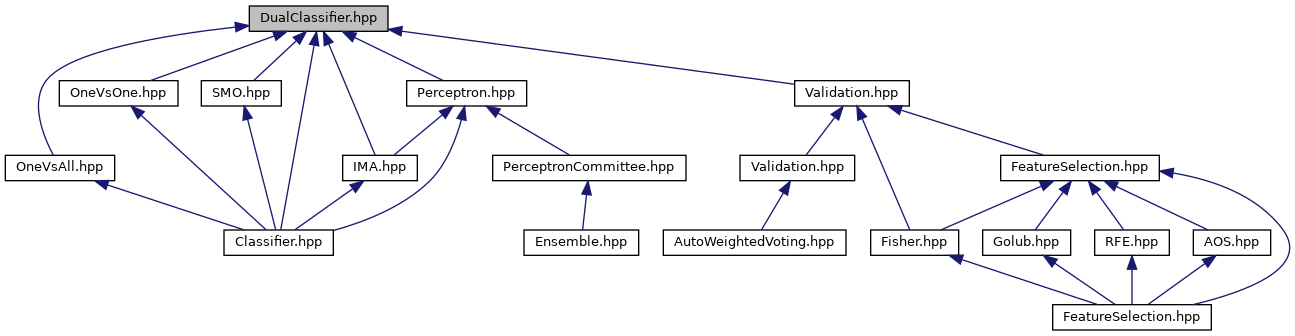 DualClassifier.hpp
OneVsOne.hpp
SMO.hpp
Perceptron.hpp
Validation.hpp
OneVsAll.hpp
IMA.hpp
PerceptronCommittee.hpp
Validation.hpp
FeatureSelection.hpp
Classifier.hpp
Ensemble.hpp
AutoWeightedVoting.hpp
Fisher.hpp
Golub.hpp
RFE.hpp
AOS.hpp
FeatureSelection.hpp